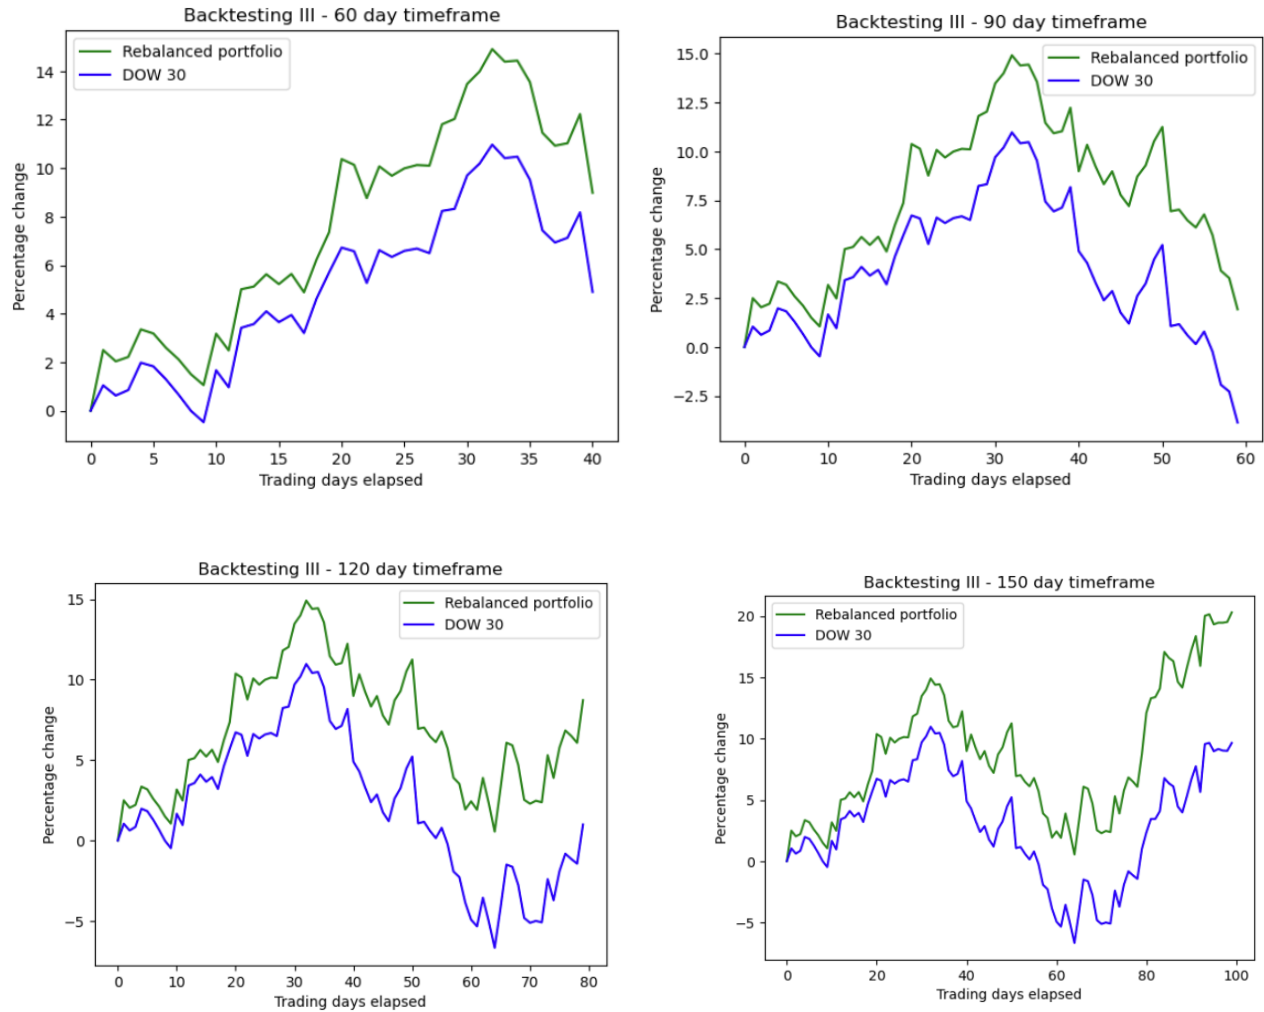 Backtesting III - 60 day timeframe
Rebalanced portfolio
DOW 30
Percentage change
14
12
10
8
6
4
2
0
0 5 10 15 20 25 30 35 40
Trading days elapsed
Backtesting III - 90 day timeframe
Rebalanced portfolio
DOW 30
Percentage change
15.0
12.5
10.0
7.5
5.0
2.5
0.0
−2.5
0 10 20 30 40 50 60
Trading days elapsed
Backtesting III - 120 day timeframe
Rebalanced portfolio
DOW 30
Percentage change
15
10
5
0
−5
0 10 20 30 40 50 60 70 80
Trading days elapsed
Backtesting III - 150 day timeframe
Rebalanced portfolio
DOW 30
Percentage change
20
15
10
5
0
−5
0 20 40 60 80 100
Trading days elapsed